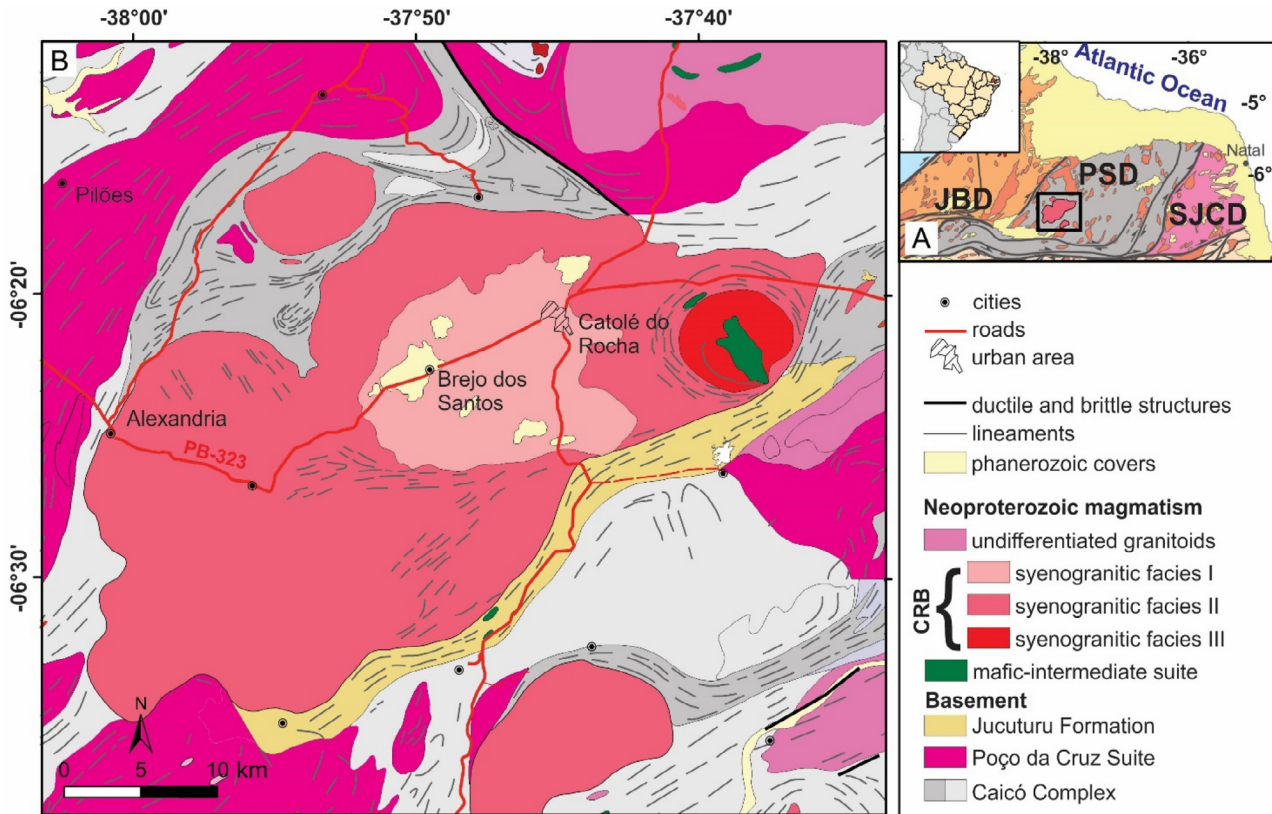 -38°00'
-37°50'
-37°40'
B
Pilões
-06°20'
Catolé do
Rocha
Brejo dos
Santos
Alexandria
PB-323
-06°30'
N
0 5 10 km
-38°
-36°
Atlantic Ocean
-5°
Natal
-6°
PSD
JBD
SJCD
A
cities
roads
urban area
ductile and brittle structures
lineaments
phanerozoic covers
Neoproterozoic magmatism
undifferentiated granitoids
CRB
syenogranitic facies I
syenogranitic facies II
syenogranitic facies III
mafic-intermediate suite
Basement
Jucuturu Formation
Poço da Cruz Suite
Caicó Complex